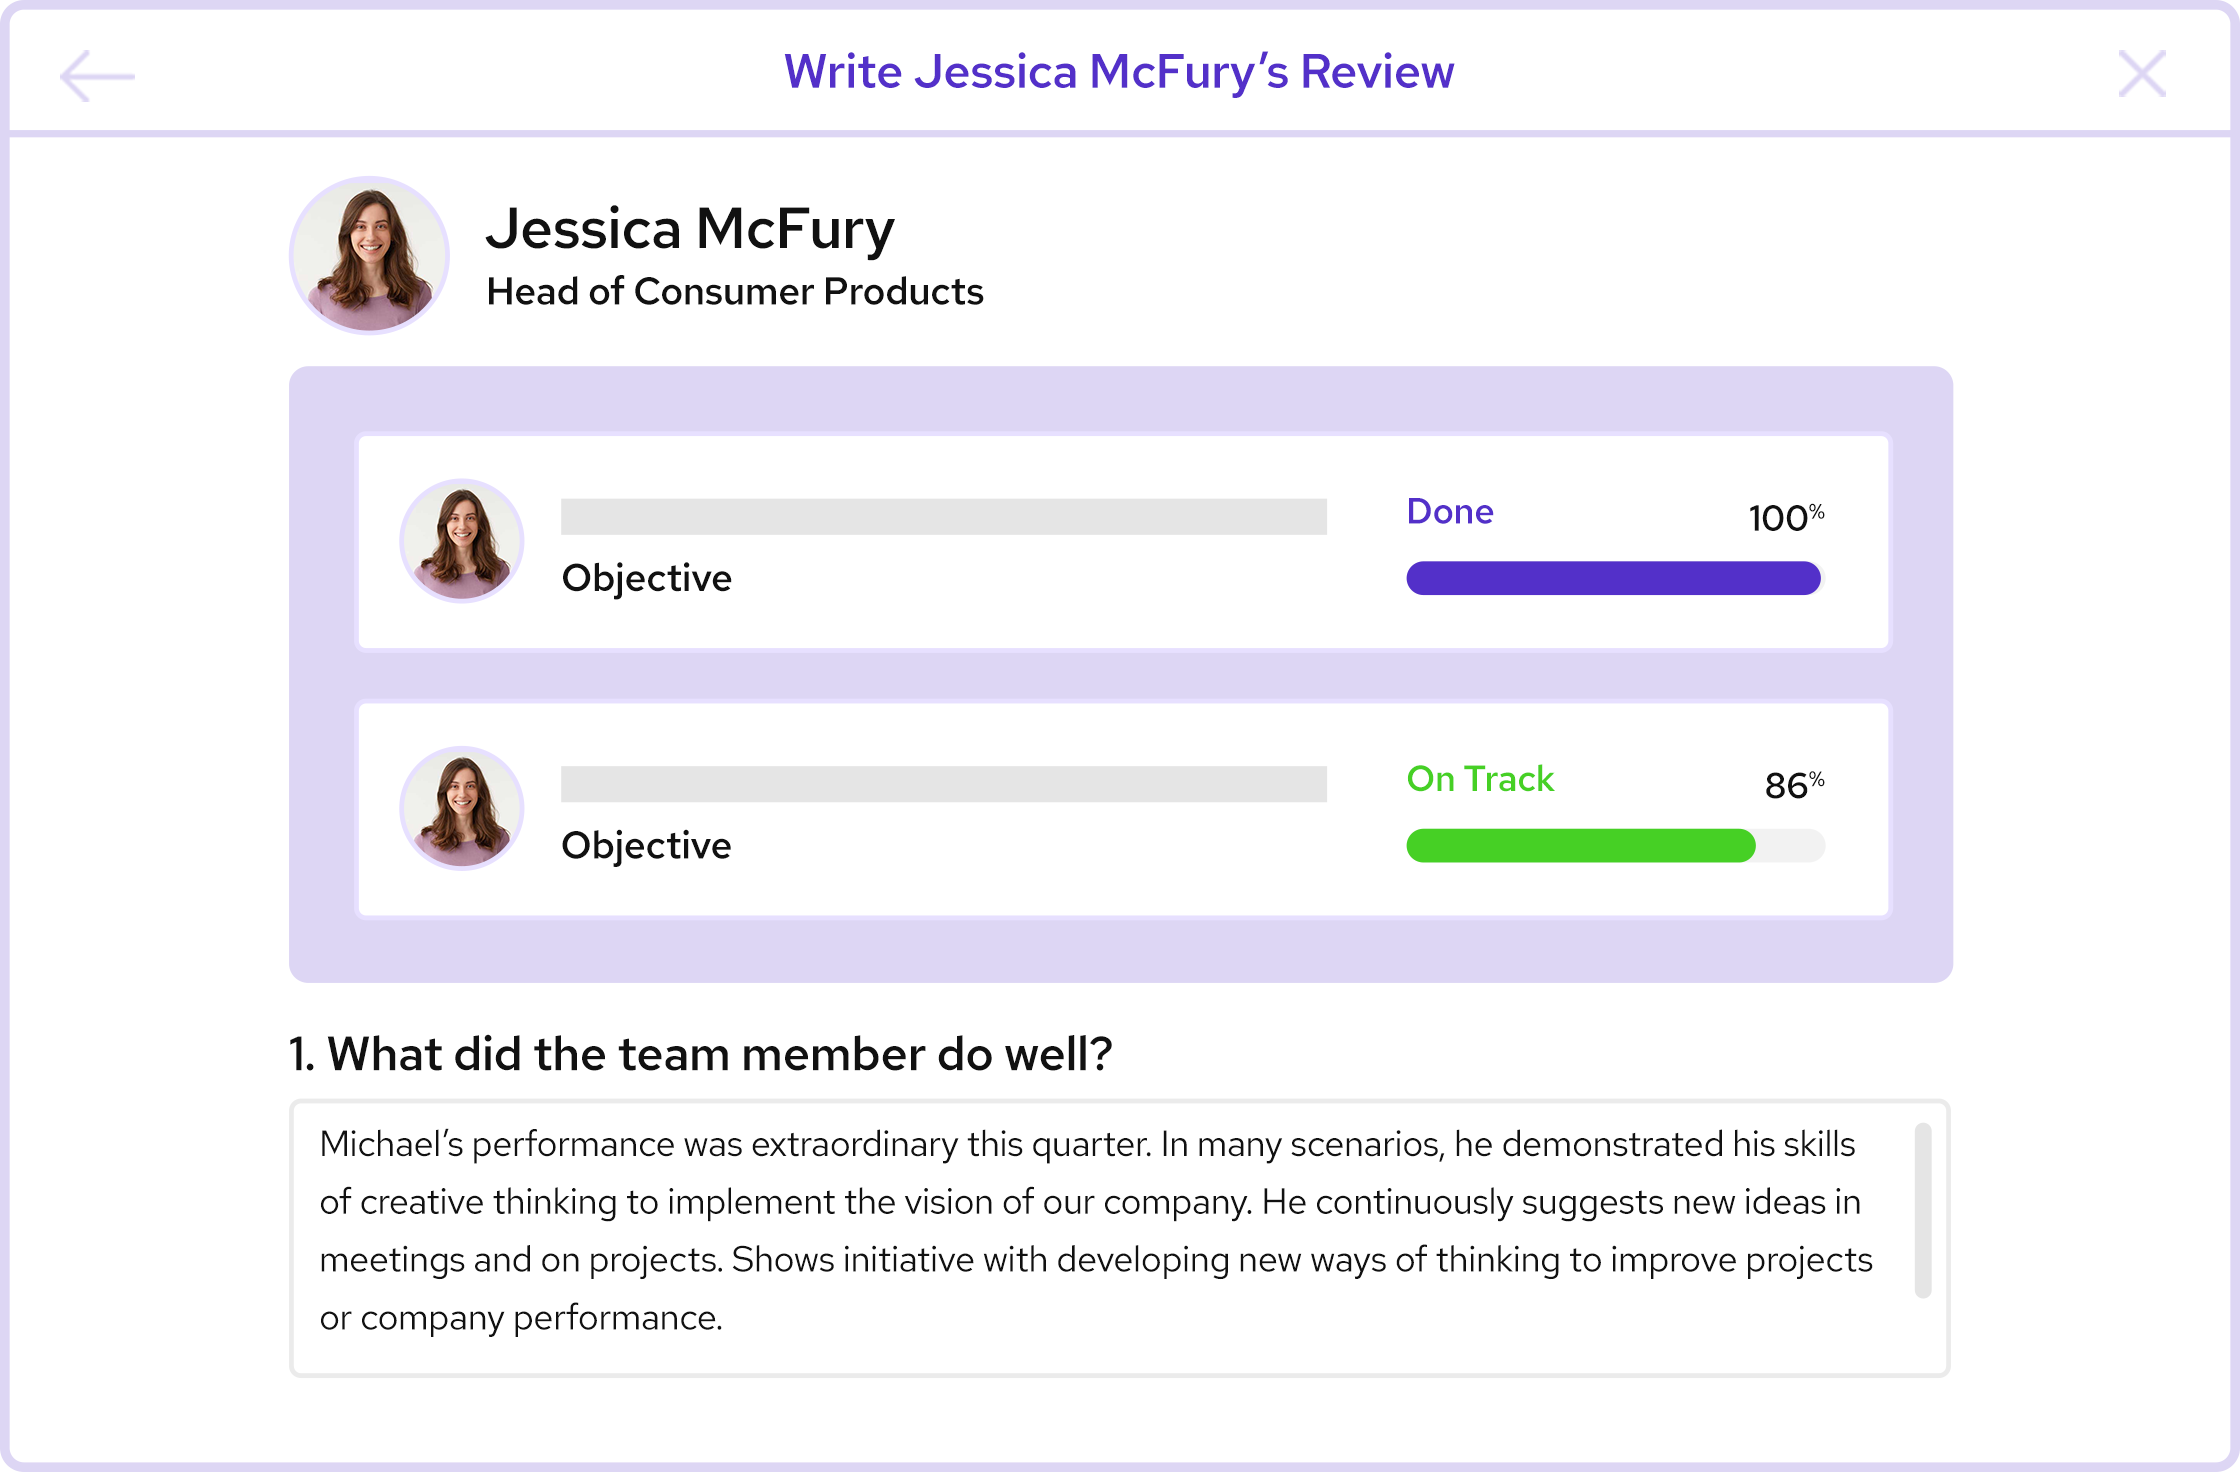 Write Jessica McFury’s Review
Jessica McFury
Head of Consumer Products
Done
100%
Objective
On Track
86%
Objective
1. What did the team member do well?
Michael’s performance was extraordinary this quarter. In many scenarios, he demonstrated his skills
of creative thinking to implement the vision of our company. He continuously suggests new ideas in
meetings and on projects. Shows initiative with developing new ways of thinking to improve projects
or company performance.